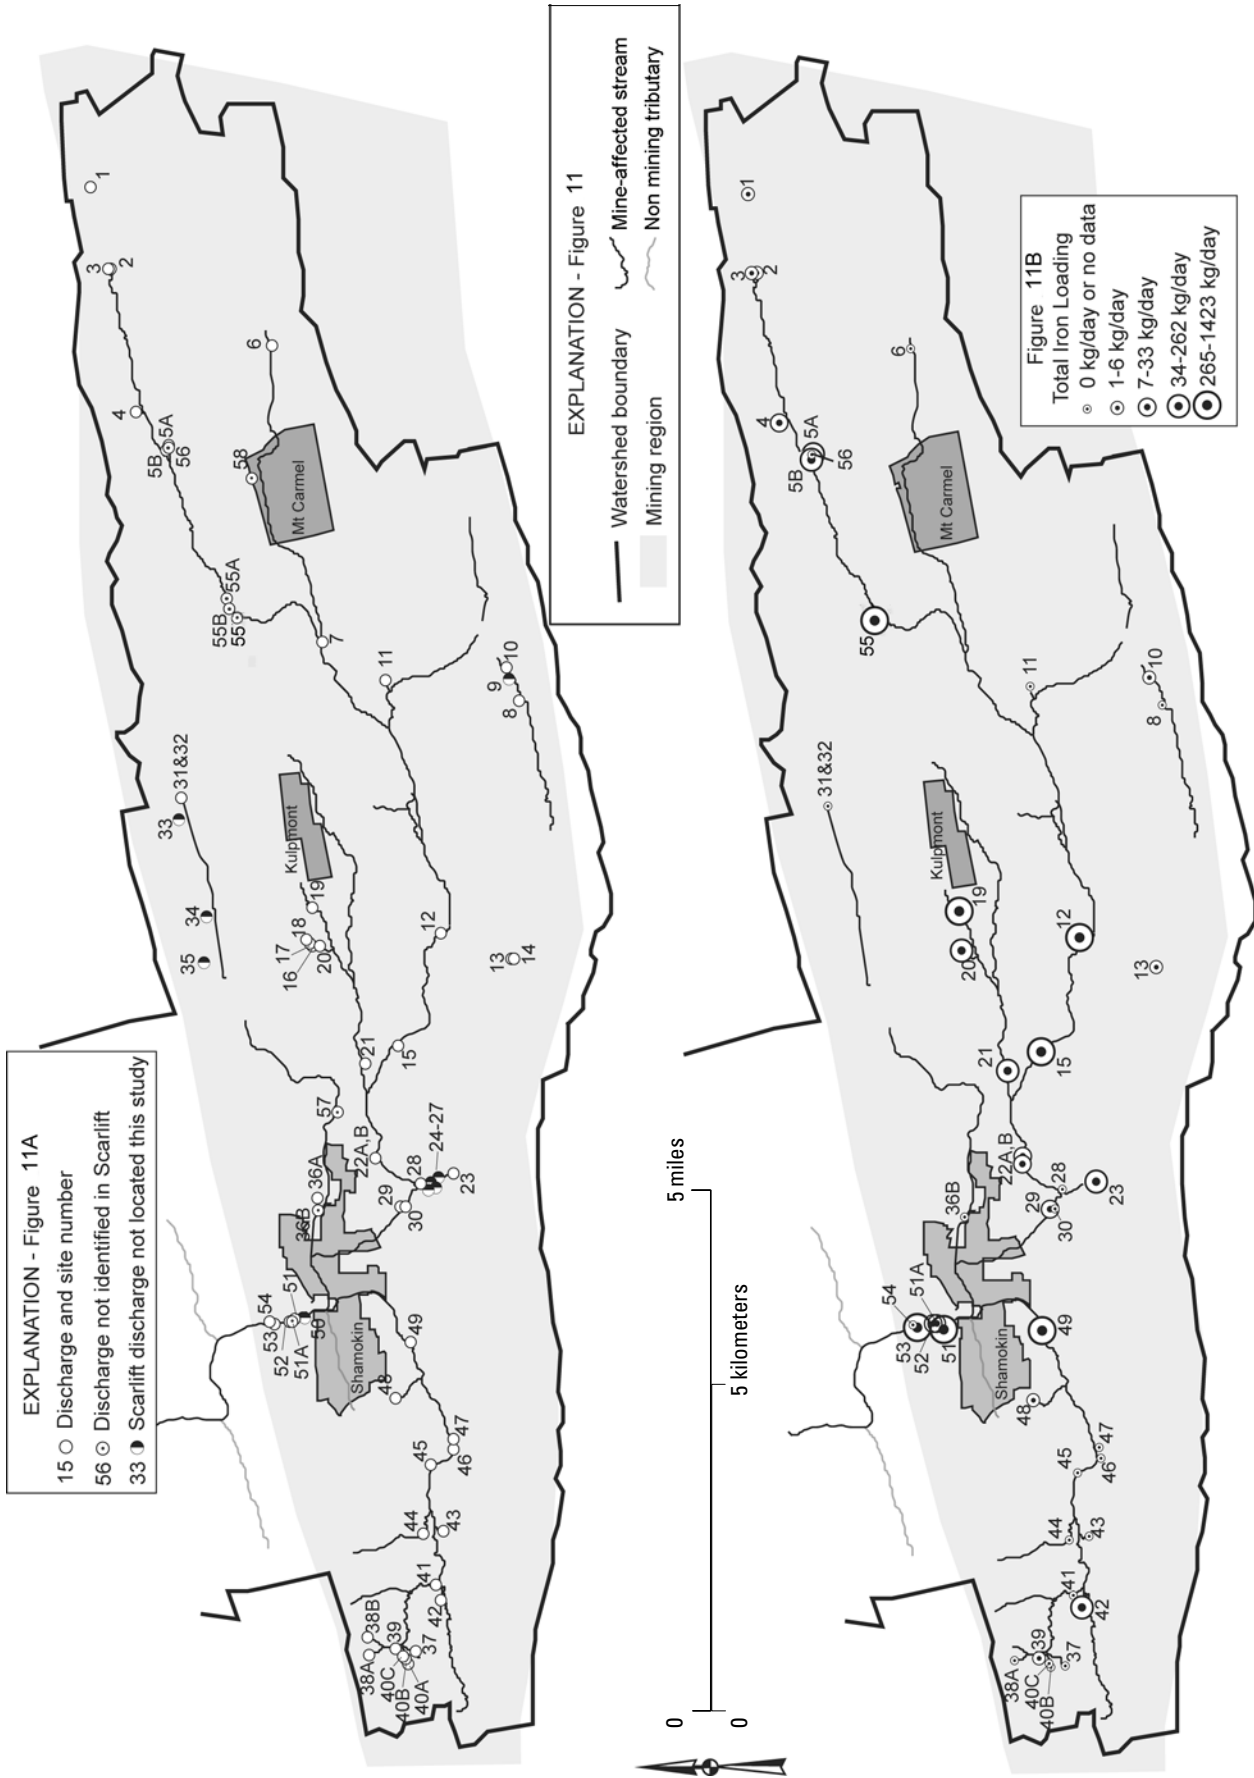 EXPLANATION - Figure 11A
15 Discharge and site number
56 Discharge not identified in Scarlift
33 Scarlift discharge not located this study
1
2
3
4
5A
5B
56
6
58
Mt Carmel
55A
55B
55
7
11
10
9
8
31&32
33
34
35
Kulpmont
19
18
17
16
20
12
13
14
15
21
57
22A,B
24-27
28
23
29
30
36A
36B
51
50
54
53
52
51A
Shamokin
49
48
47
46
45
44
43
41
42
38B
38A
39
37
40C
40B
40A
EXPLANATION - Figure 11
Watershed boundary
Mine-affected stream
Mining region
Non mining tributary
0
5 miles
0
5 kilometers
Figure 11B
Total Iron Loading
0 kg/day or no data
1-6 kg/day
7-33 kg/day
34-262 kg/day
265-1423 kg/day
1
2
3
4
5A
5B
56
6
Mt Carmel
55
11
10
8
31&32
Kulpmont
19
20
12
13
15
21
22A,B
28
23
29
30
36B
54
51A
53
52
51
Shamokin
49
48
47
46
45
44
43
41
42
38A
39
37
40C
40B